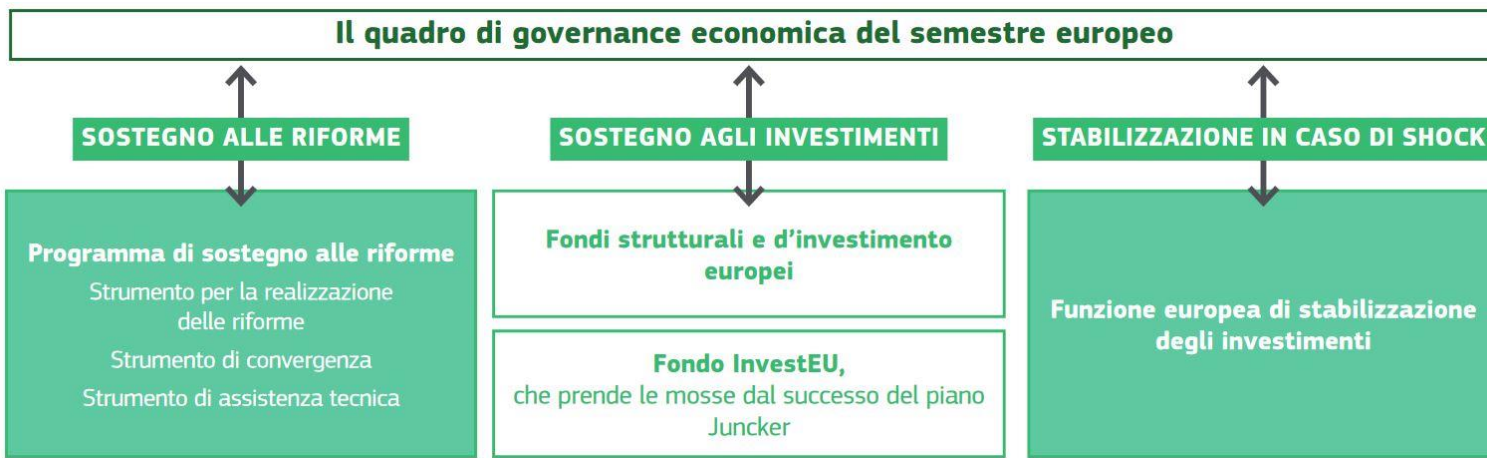 Il quadro di governance economica del semestre europeo
SOSTEGNO ALLE RIFORME
SOSTEGNO AGLI INVESTIMENTI
STABILIZZAZIONE IN CASO DI SHOCK
Programma di sostegno alle riforme
Strumento per la realizzazione
delle riforme
Strumento di convergenza
Strumento di assistenza tecnica
Fondi strutturali e d’investimento
europei
Fondo InvestEU,
che prende le mosse dal successo del piano
Juncker
Funzione europea di stabilizzazione
degli investimenti